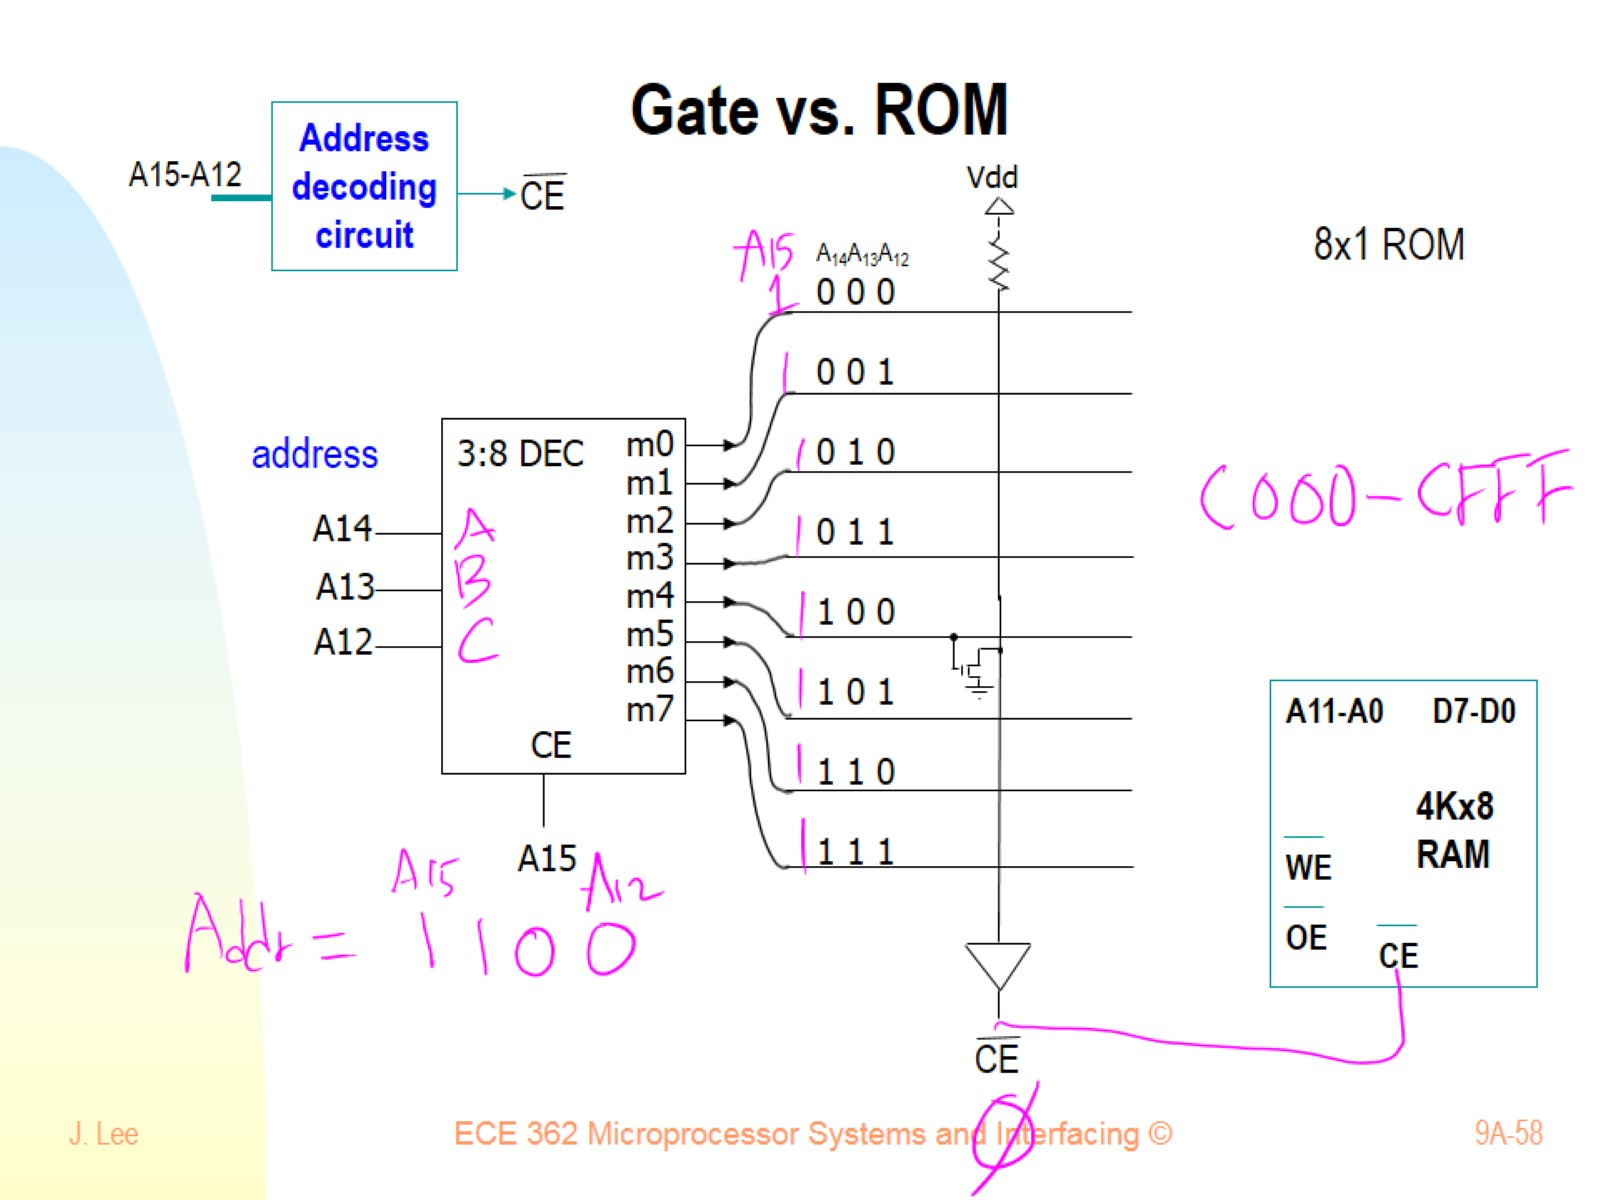 Gate vs. ROM
Address
decoding
circuit
A15-A12
CE
Vdd
8x1 ROM
A15
A14A13A12
1 0 0 0
1 0 0 1
1 0 1 0
1 0 1 1
1 1 0 0
1 1 0 1
1 1 1 0
1 1 1 1
address
3:8 DEC
m0
m1
m2
m3
m4
m5
m6
m7
A14
A
A13
B
A12
C
CE
A15
C000-CFFF
A11-A0 D7-D0
4Kx8
RAM
WE
OE
CE
A15 A12
Addr = 1 1 0 0
CE
0
J. Lee
ECE 362 Microprocessor Systems and Interfacing ©
9A-58